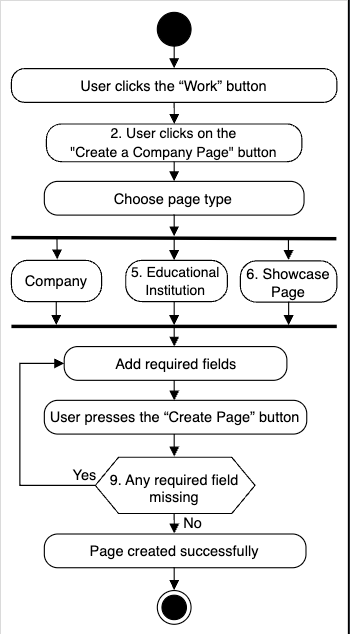 User clicks the “Work” button
2. User clicks on the
"Create a Company Page" button
Choose page type
Company
5. Educational
Institution
6. Showcase
Page
Add required fields
User presses the “Create Page” button
Yes
9. Any required field
missing
No
Page created successfully